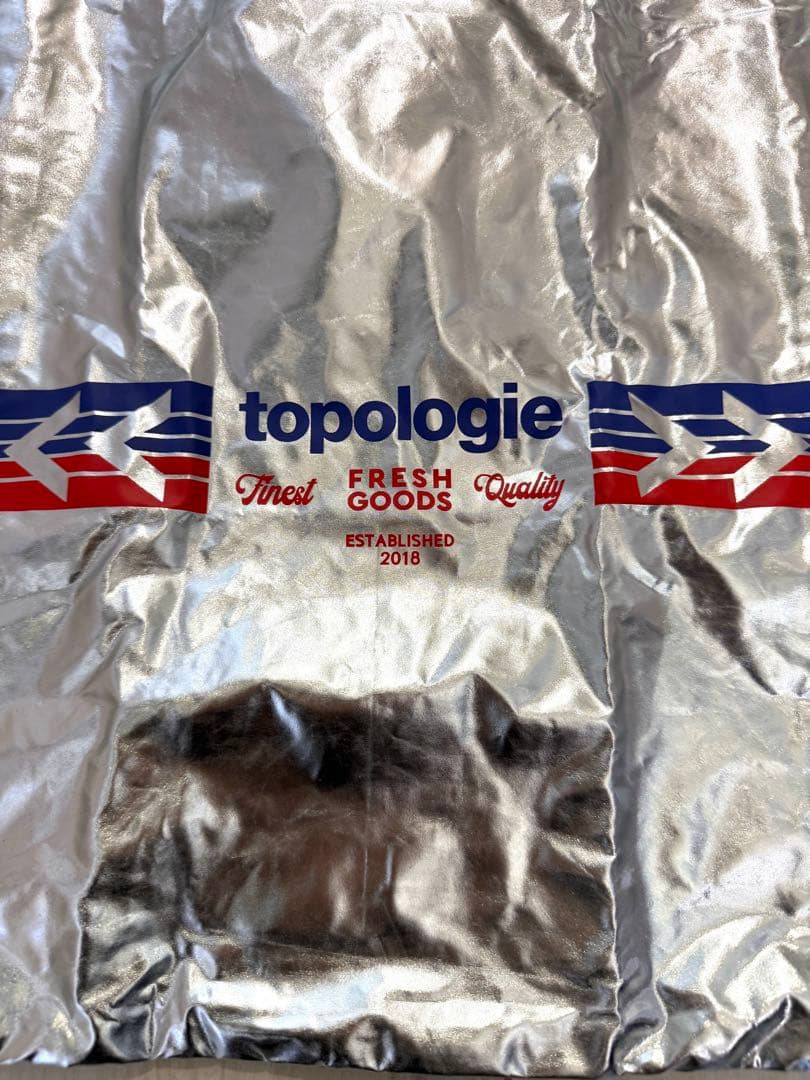 topologie
Finest FRESH GOODS Quality
ESTABLISHED
2018